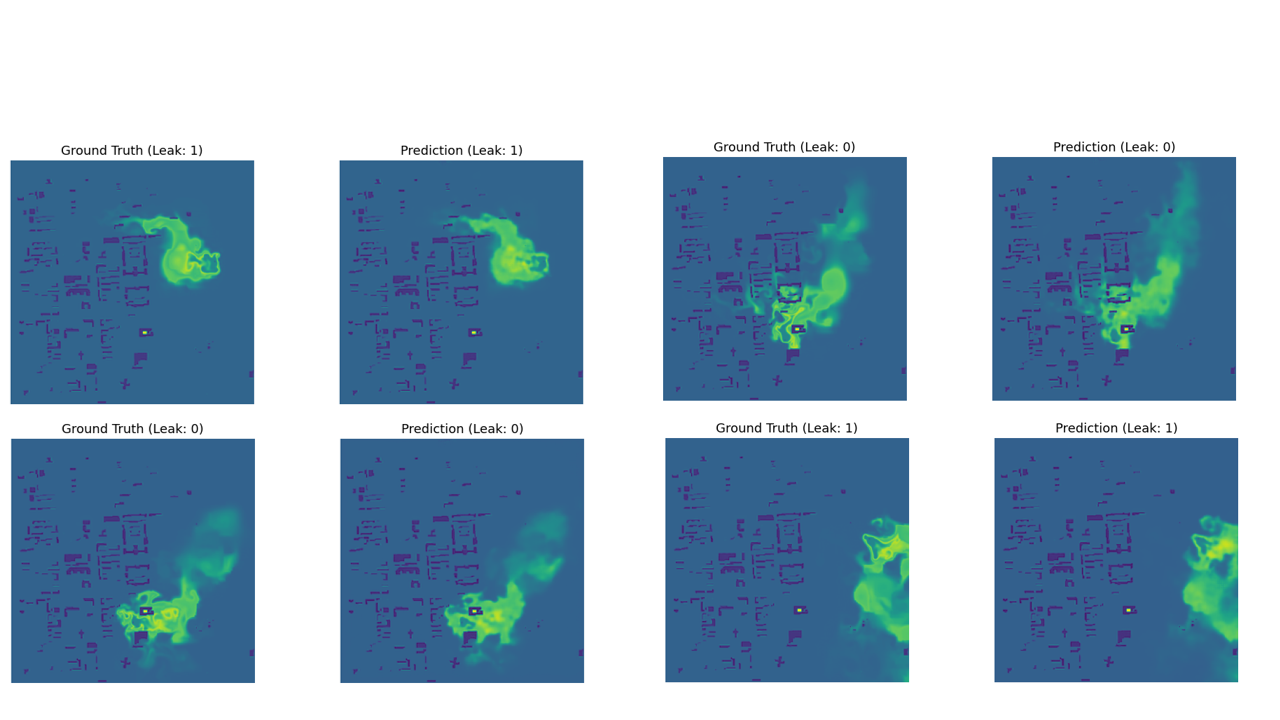 Ground Truth (Leak: 1)
Prediction (Leak: 1)
Ground Truth (Leak: 0)
Prediction (Leak: 0)
Ground Truth (Leak: 0)
Prediction (Leak: 0)
Ground Truth (Leak: 1)
Prediction (Leak: 1)